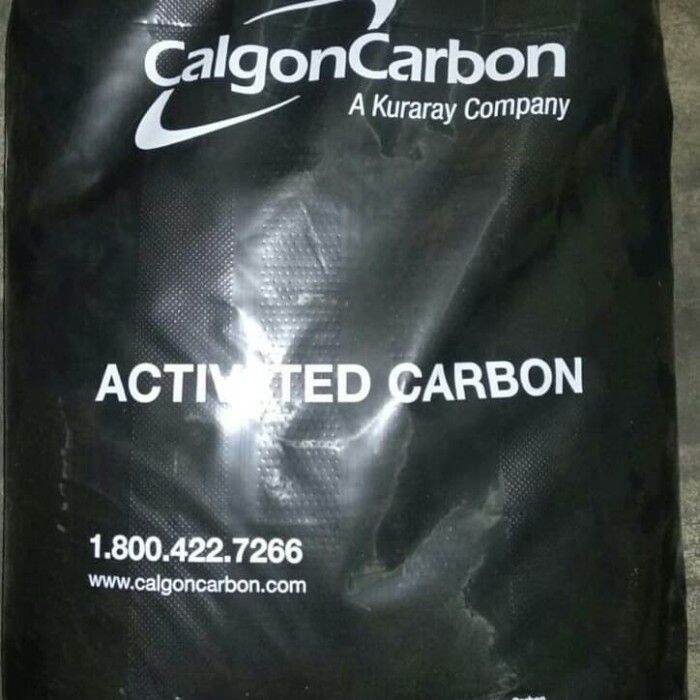 CalgonCarbon
A Kuraray Company
ACTIVATED CARBON
1.800.422.7266
www.calgoncarbon.com